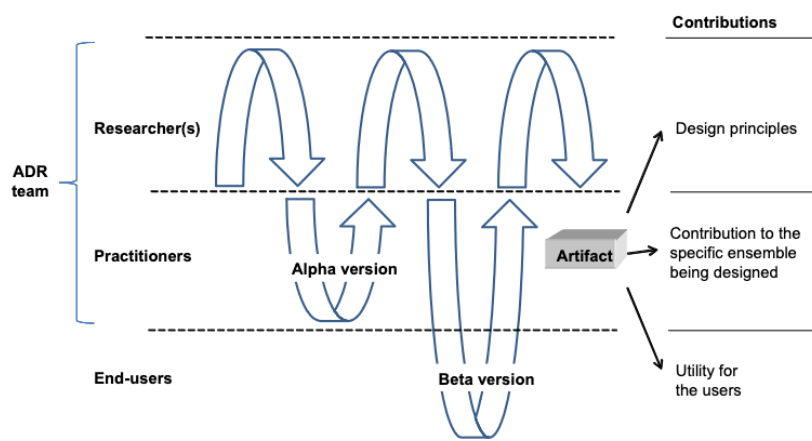 Contributions
Researcher(s)
Design principles
ADR
team
Practitioners
Alpha version
Artifact
Contribution to the
specific ensemble
being designed
End-users
Beta version
Utility for
the users